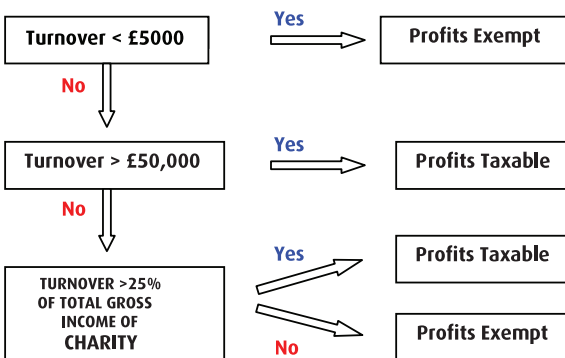 Turnover < £5000
Yes
Profits Exempt
No
Turnover > £50,000
Yes
Profits Taxable
No
TURNOVER >25%
OF TOTAL GROSS
INCOME OF
CHARITY
Yes
Profits Taxable
No
Profits Exempt